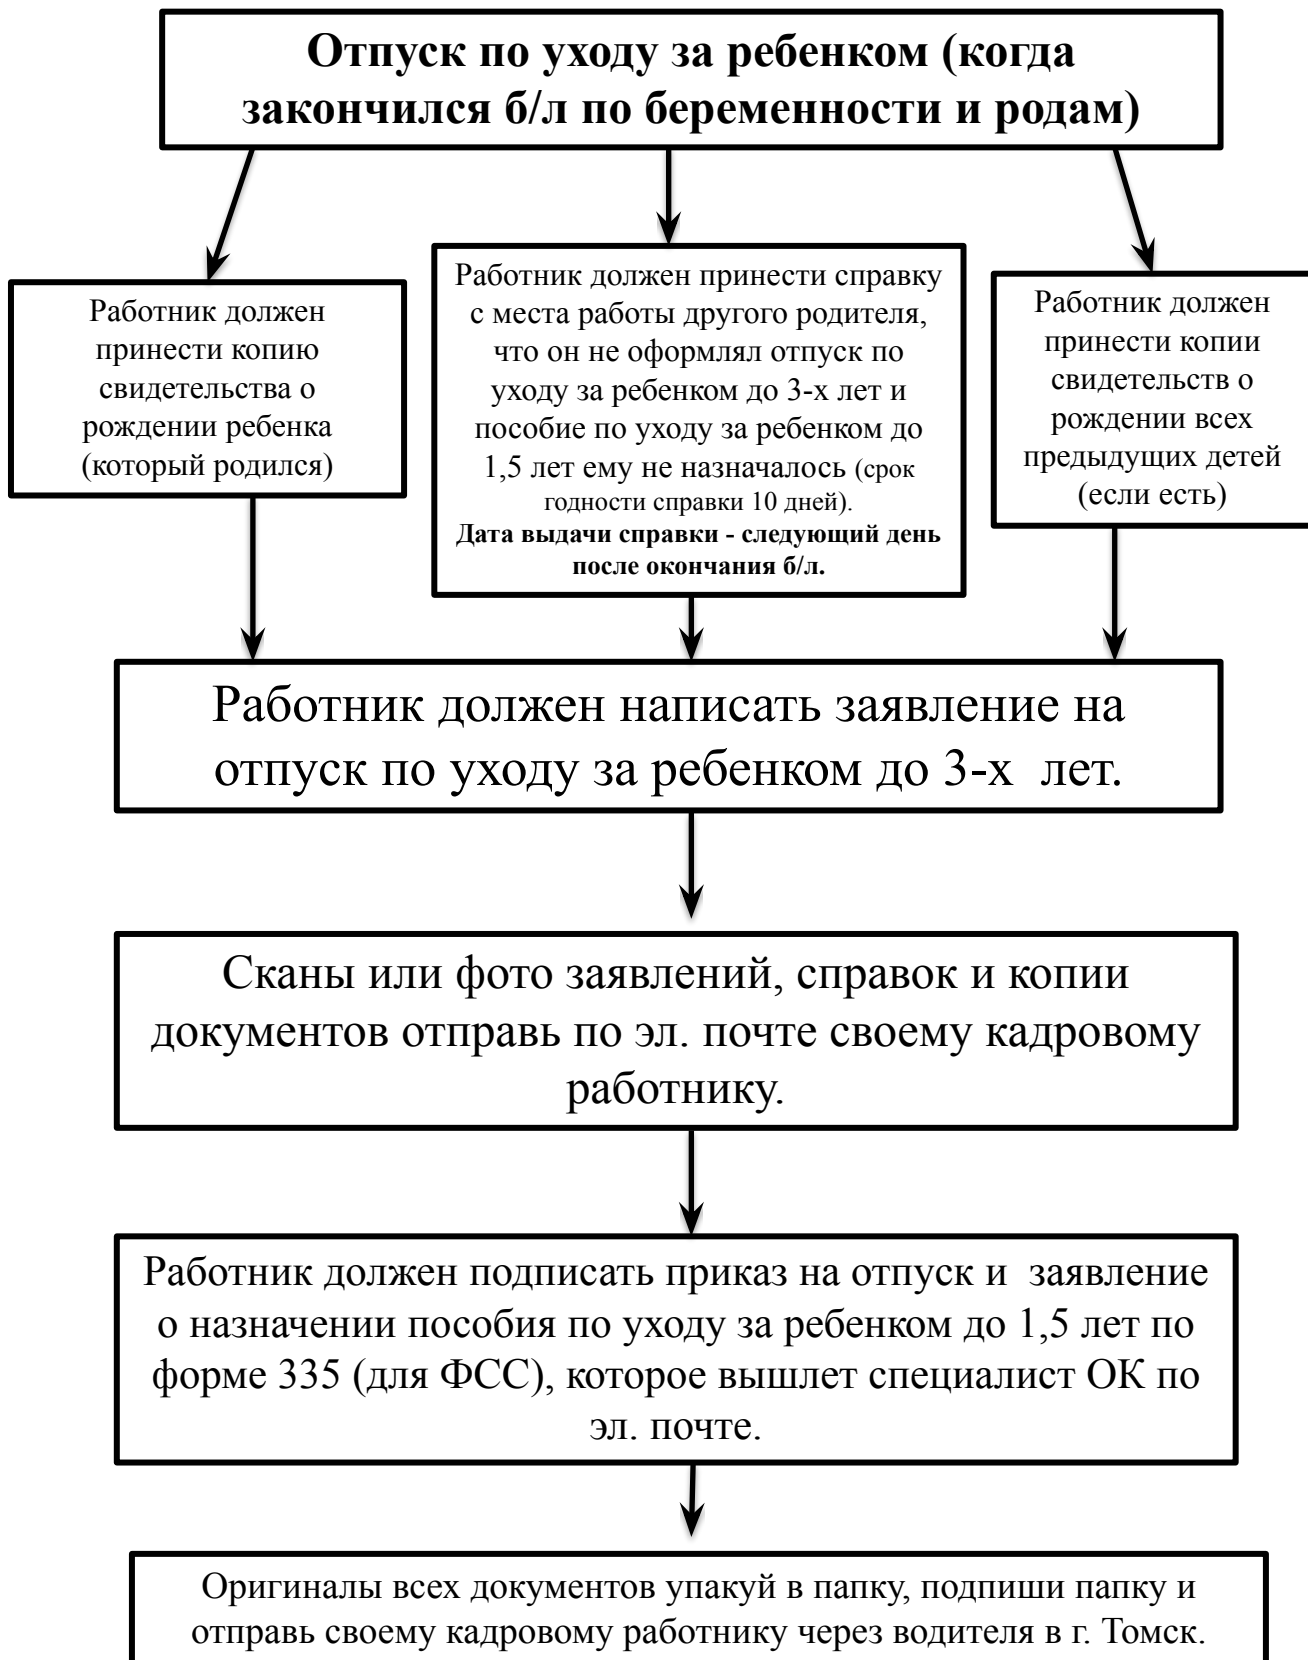 Отпуск по уходу за ребенком (когда
закончился б/л по беременности и родам)
Работник должен
принести копию
свидетельства о
рождении ребенка
(который родился)
Работник должен принести справку
с места работы другого родителя,
что он не оформлял отпуск по
уходу за ребенком до 3-х лет и
пособие по уходу за ребенком до
1,5 лет ему не назначалось (срок
годности справки 10 дней).
Дата выдачи справки - следующий день
после окончания б/л.
Работник должен
принести копии
свидетельств о
рождении всех
предыдущих детей
(если есть)
Работник должен написать заявление на
отпуск по уходу за ребенком до 3-х  лет.
Сканы или фото заявлений, справок и копии
документов отправь по эл. почте своему кадровому
работнику.
Работник должен подписать приказ на отпуск и  заявление
о назначении пособия по уходу за ребенком до 1,5 лет по
форме 335 (для ФСС), которое вышлет специалист ОК по
эл. почте.
Оригиналы всех документов упакуй в папку, подпиши папку и
отправь своему кадровому работнику через водителя в г. Томск.